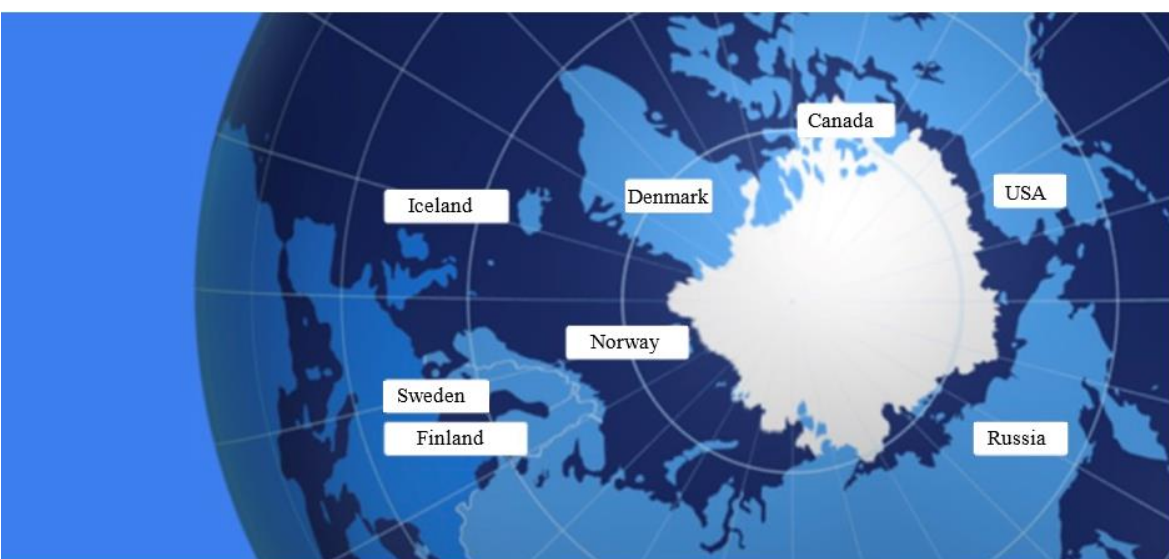 Canada
USA
Denmark
Iceland
Norway
Sweden
Finland
Russia